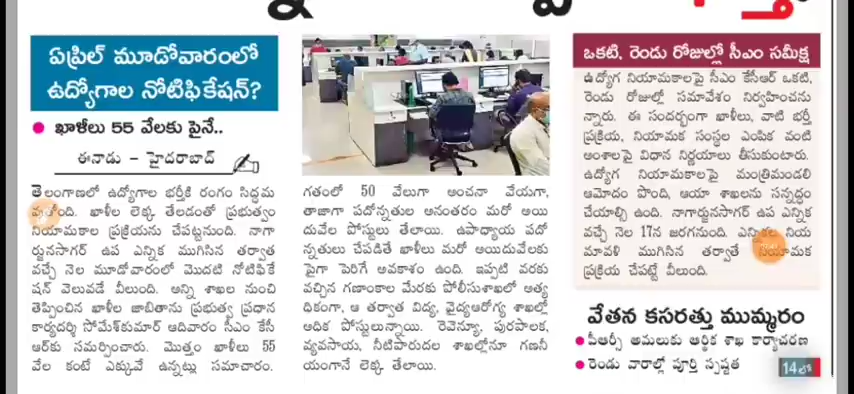 ఏప్రిల్ మూడోవారంలో
ఉద్యోగాల నోటిఫికేషన్?
● ఖాళీలు 55 వేలకు పైనే..
ఈనాడు - హైదరాబాద్
తెలంగాణలో ఉద్యోగాల భర్తీకి రంగం సిద్ధమ
వుతోంది. ఖాళీల లెక్క తేలడంతో ప్రభుత్వం
నియామకాల ప్రక్రియను చేపట్టనుంది. నాగా
ర్జునసాగర్ ఉప ఎన్నిక ముగిసిన తర్వాత
వచ్చే నెల మూడోవారంలో మొదటి నోటిఫికే
షన్ వెలువడే వీలుంది. అన్ని శాఖల నుంచి
తెప్పించిన ఖాళీల జాబితాను ప్రభుత్వ ప్రధాన
కార్యదర్శి సోమేశ్‌కుమార్ ఆదివారం సీఎం కేసీ
ఆర్‌కు సమర్పించారు. మొత్తం ఖాళీలు 55
వేల కంటే ఎక్కువే ఉన్నట్లు సమాచారం.
గతంలో 50 వేలుగా అంచనా వేయగా,
తాజాగా పదోన్నతుల అనంతరం మరో అయి
దువేల పోస్టులు తేలాయి. ఉపాధ్యాయ పదో
న్నతులు చేపడితే ఖాళీలు మరో అయిదువేలకు
పైగా పెరిగే అవకాశం ఉంది. ఇప్పటి వరకు
వచ్చిన గణాంకాల మేరకు పోలీసుశాఖలో అత్య
ధికంగా, ఆ తర్వాత విద్య, వైద్యఆరోగ్య శాఖల్లో
అధిక పోస్టులున్నాయి. రెవెన్యూ, పురపాలక,
వ్యవసాయ, నీటిపారుదల శాఖల్లోనూ గణనీ
యంగానే లెక్క తేలాయి.
ఒకటి, రెండు రోజుల్లో సీఎం సమీక్ష
ఉద్యోగ నియామకాలపై సీఎం కేసీఆర్ ఒకటి,
రెండు రోజుల్లో సమావేశం నిర్వహించను
న్నారు. ఈ సందర్భంగా ఖాళీలు, వాటి భర్తీ
ప్రక్రియ, నియామక సంస్థల ఎంపిక వంటి
అంశాలపై విధాన నిర్ణయాలు తీసుకుంటారు.
ఉద్యోగ నియామకాలపై మంత్రిమండలి
ఆమోదం పొంది, ఆయా శాఖలను సన్నద్ధం
చేయాల్సి ఉంది. నాగార్జునసాగర్ ఉప ఎన్నిక
వచ్చే నెల 17న జరగనుంది. ఎన్నికల నియ
మావళి ముగిసిన తర్వాతే నియామక
ప్రక్రియ చేపట్టే వీలుంది.
వేతన కసరత్తు ముమ్మరం
● పీఆర్సీ అమలుకు ఆర్థిక శాఖ కార్యాచరణ
● రెండు వారాల్లో పూర్తి స్పష్టత
14లో